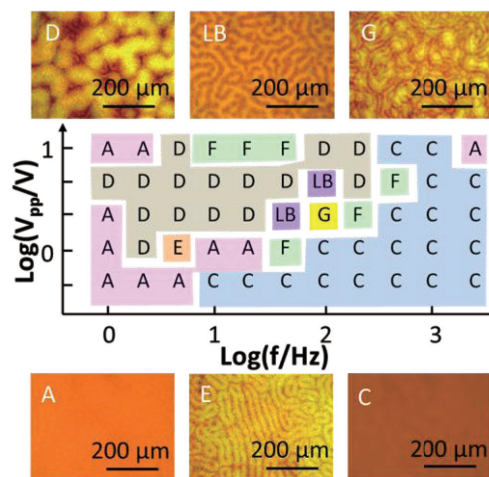 D
LB
G
200 µm
200 µm
200 µm
Log(Vpp/V)
1
A A D F F F D D C C A
D D D D D D LB D F C C
A D D D D LB G F C C C
0
A D E A A F C C C C C
A A A C C C C C C C C
0 1 2 3
Log(f/Hz)
A
E
C
200 µm
200 µm
200 µm